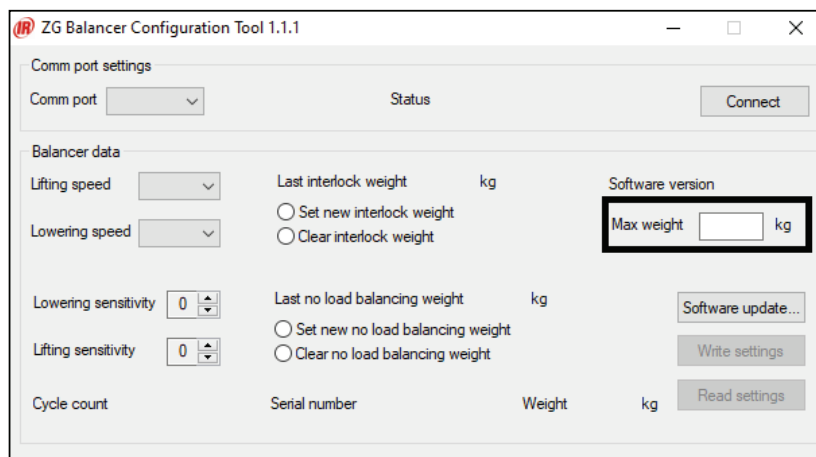 IR ZG Balancer Configuration Tool 1.1.1
Comm port settings
Comm port Status Connect
Balancer data
Lifting speed Last interlock weight kg Software version
Set new interlock weight
Max weight kg
Lowering speed Clear interlock weight
Lowering sensitivity 0 Last no load balancing weight kg Software update...
Set new no load balancing weight
Lifting sensitivity 0 Clear no load balancing weight Write settings
Cycle count Serial number Weight kg Read settings